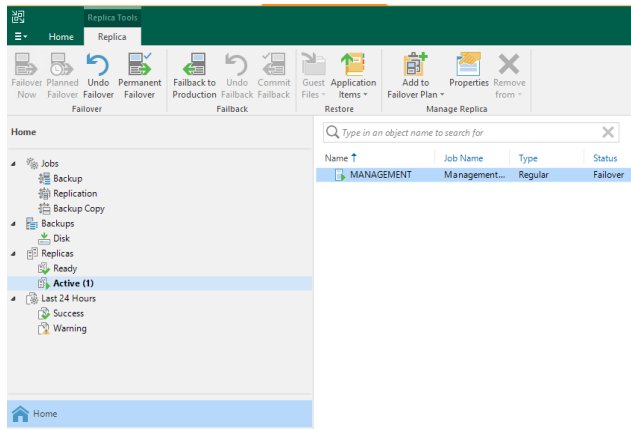 Replica Tools
Home Replica
Failover Now
Planned Failover
Undo Failover
Permanent Failover
Failover
Failback to Production
Undo Failback
Commit Failback
Failback
Guest Files
Application Items
Restore
Add to Failover Plan
Properties
Remove from
Manage Replica
Home
Type in an object name to search for
Name Job Name Type Status
MANAGEMENT Management... Regular Failover
Jobs
Backup
Replication
Backup Copy
Backups
Disk
Replicas
Ready
Active (1)
Last 24 Hours
Success
Warning
Home